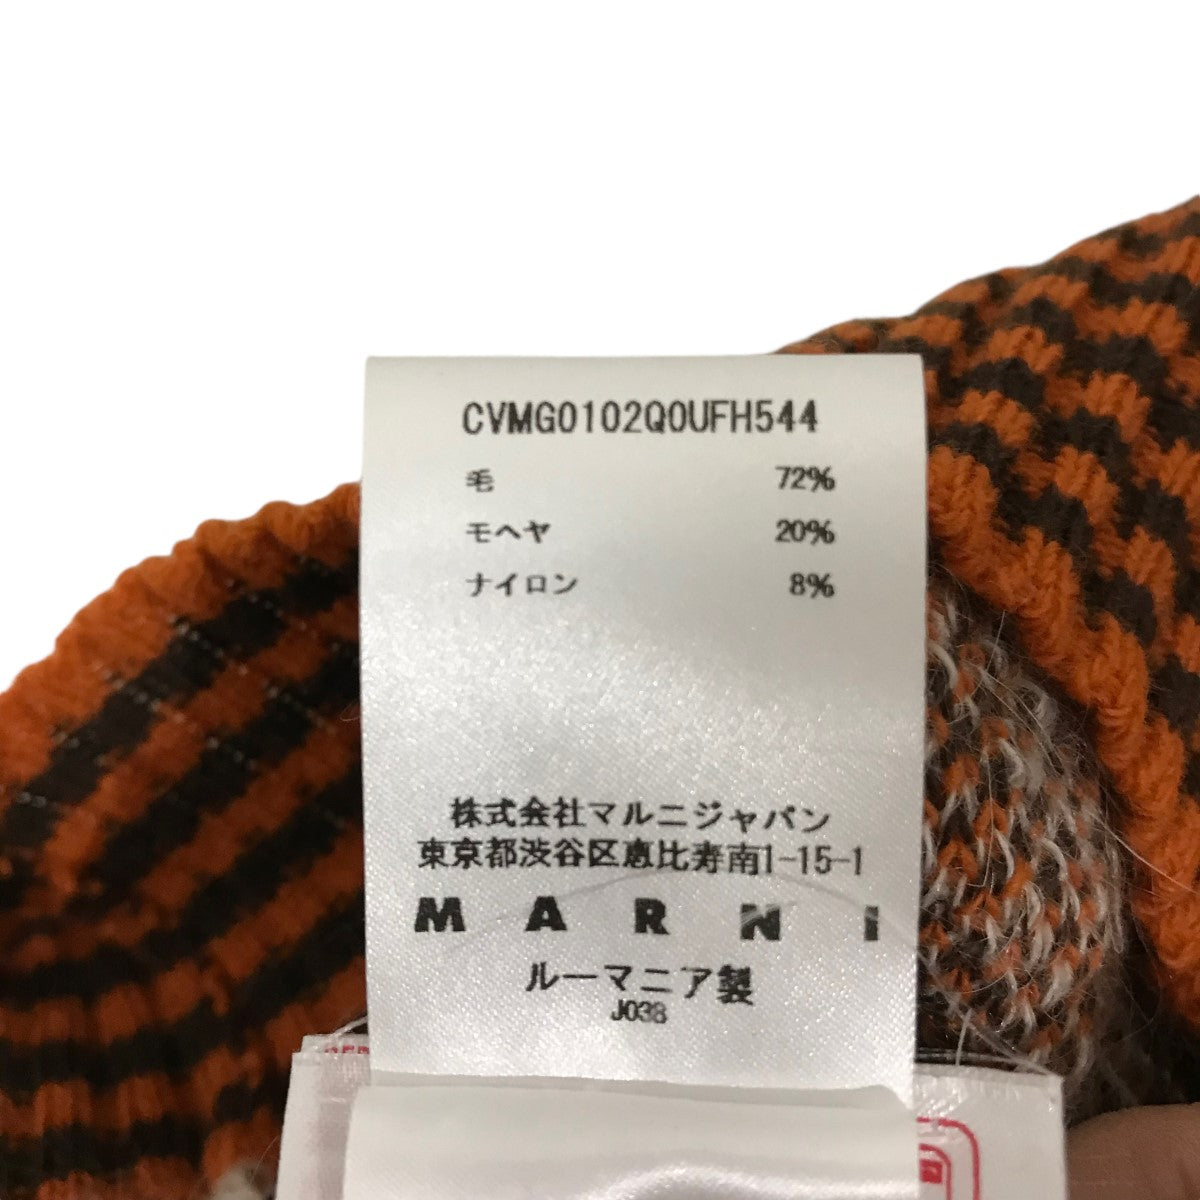 CVMG0102Q0UFH544
毛 72%
モヘヤ 20%
ナイロン 8%
株式会社マルニジャパン
東京都渋谷区恵比寿南1-15-1
MARNI
ルーマニア製
J038